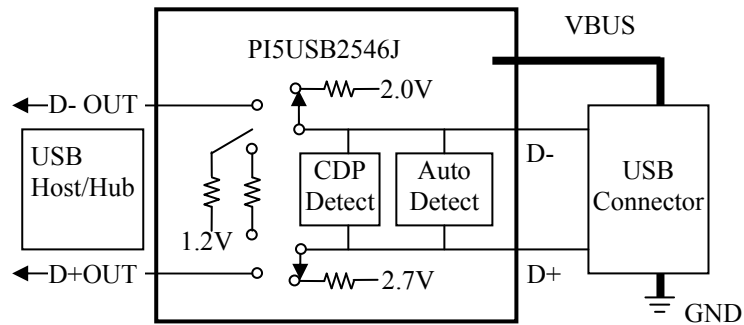 VBUS
PI5USB2546J
2.0V
D- OUT
USB
Host/Hub
1.2V
D+OUT
CDP
Detect
Auto
Detect
2.7V
D-
D+
USB
Connector
GND